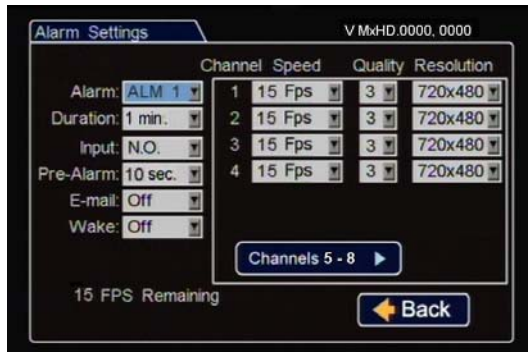 Alarm Settings
V MxHD.0000, 0000
Channel Speed Quality Resolution
Alarm: ALM 1
1 15 Fps 3 720x480
Duration: 1 min.
2 15 Fps 3 720x480
Input: N.O.
3 15 Fps 3 720x480
Pre-Alarm: 10 sec.
4 15 Fps 3 720x480
E-mail: Off
Wake: Off
Channels 5 - 8
15 FPS Remaining
Back